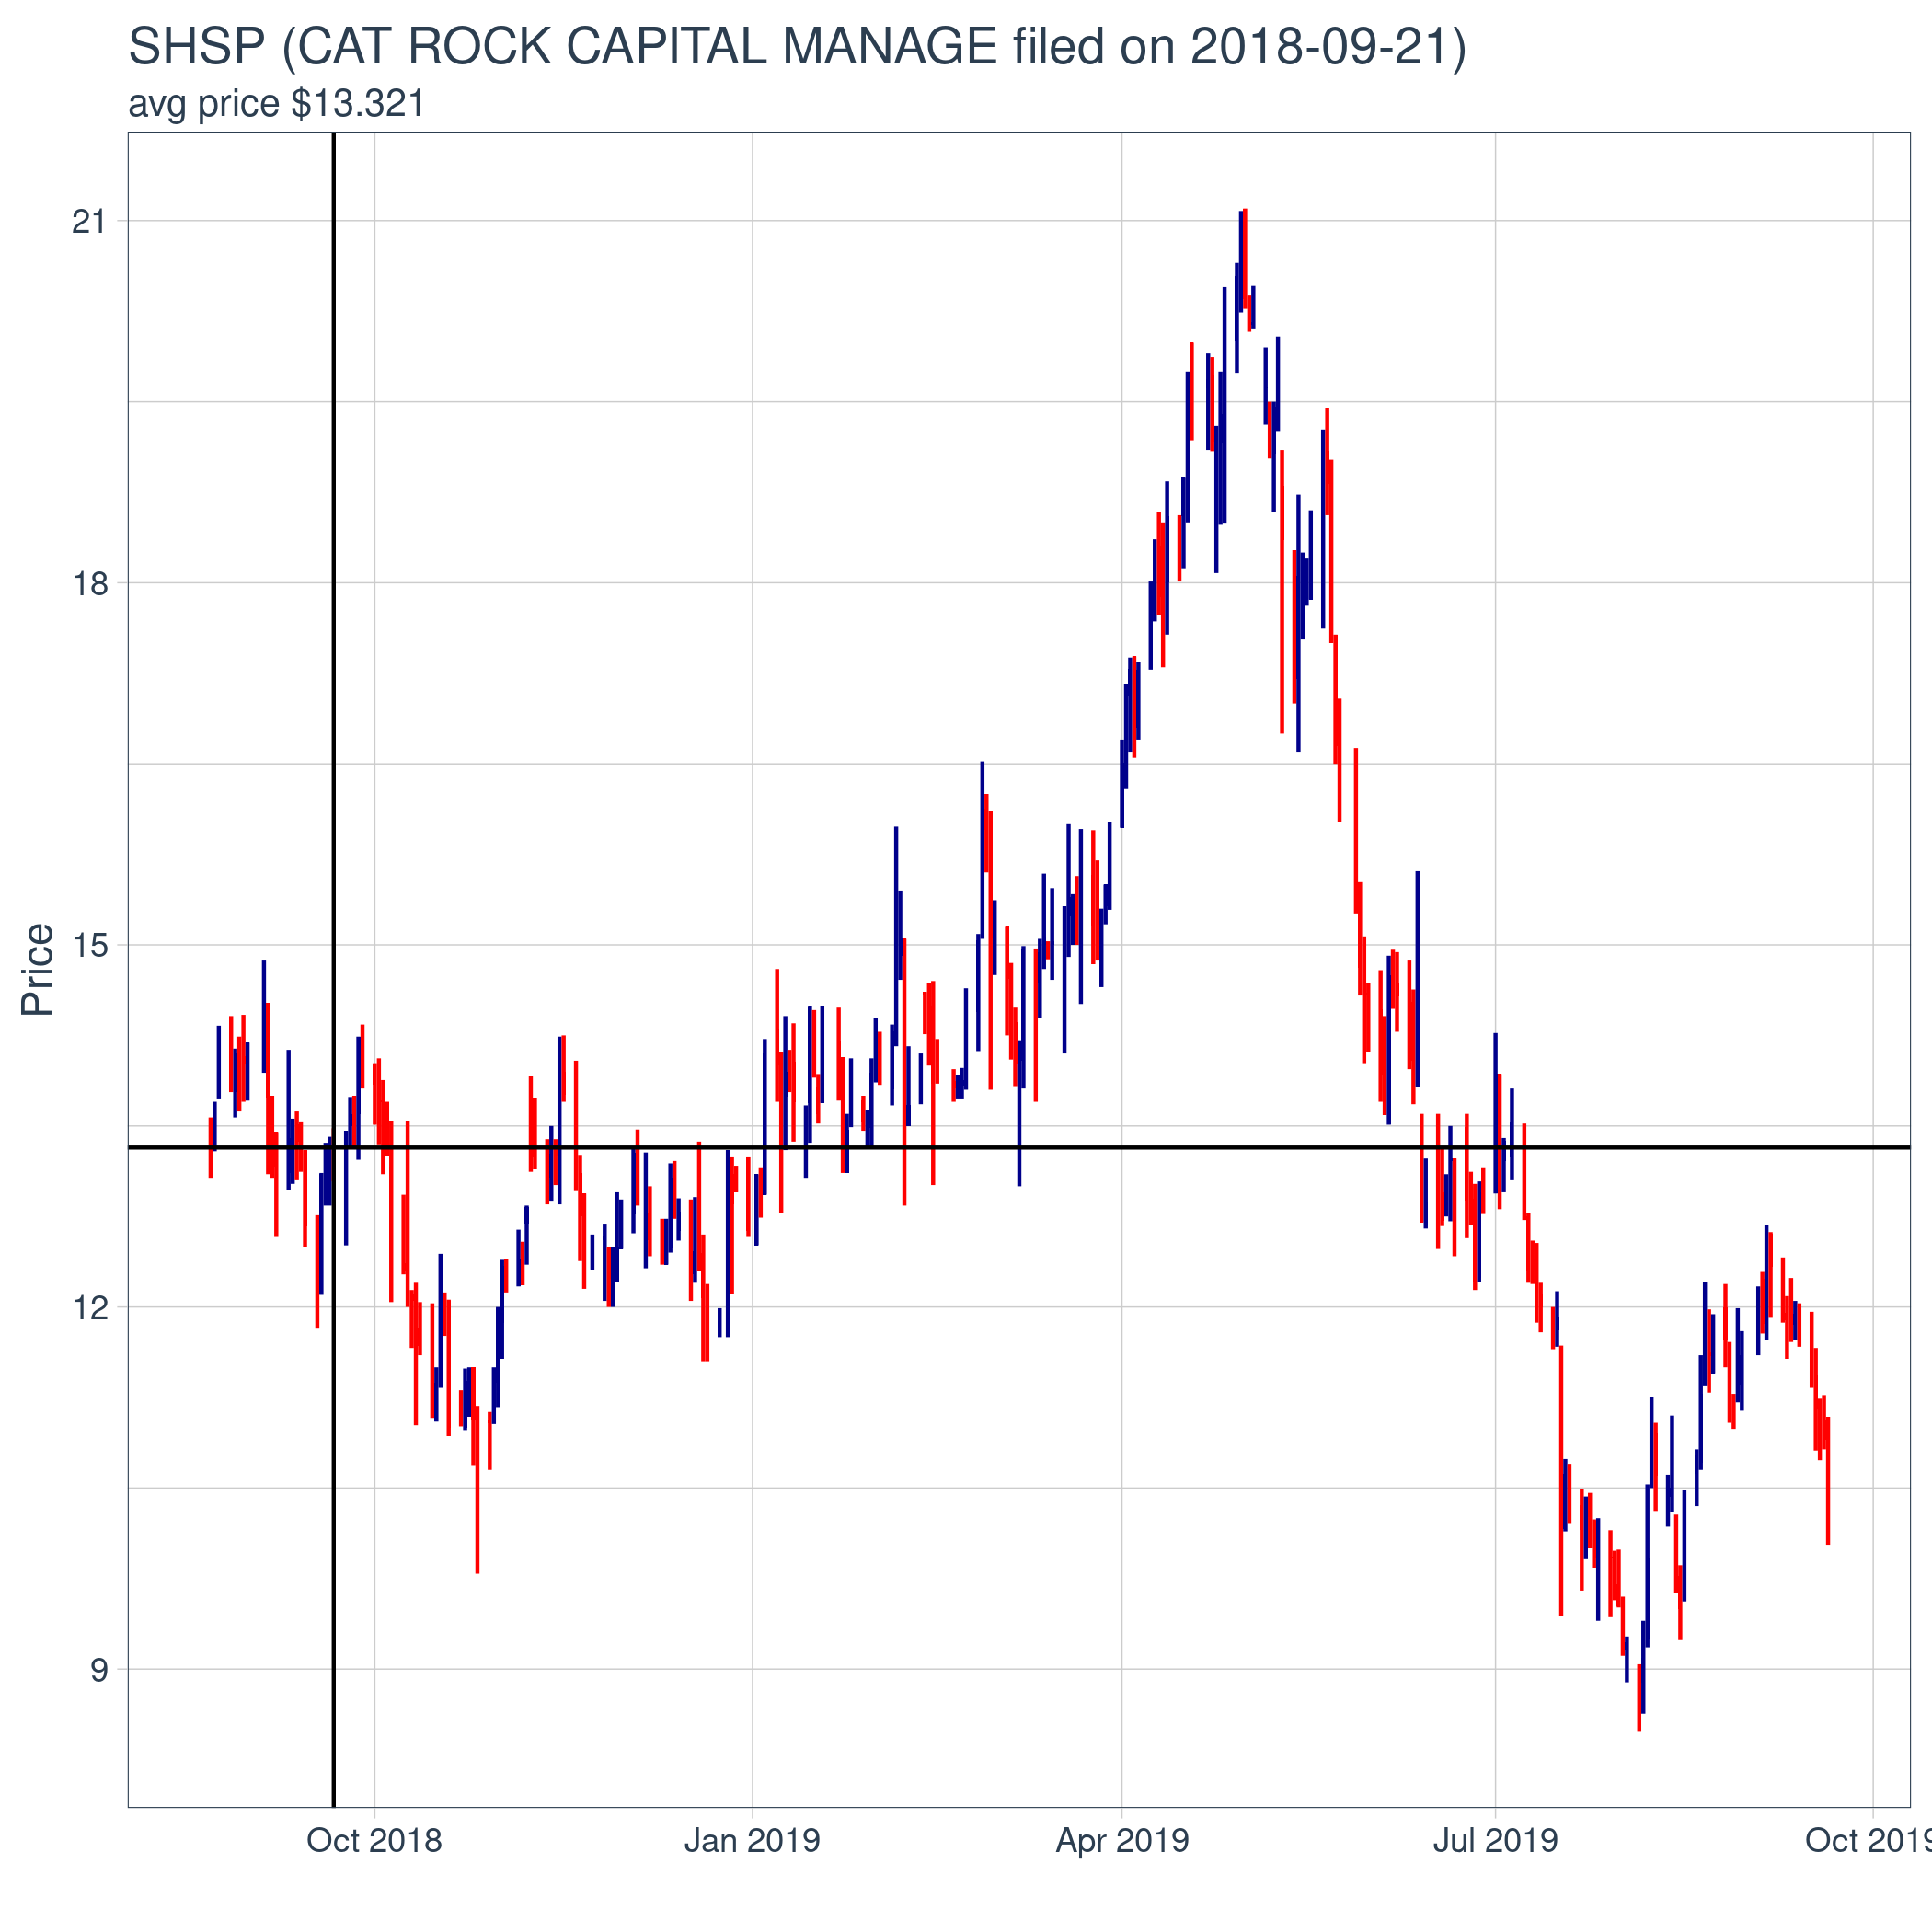 SHSP (CAT ROCK CAPITAL MANAGE filed on 2018-09-21)
avg price $13.321
Price
21
18
15
12
9
Oct 2018 Jan 2019 Apr 2019 Jul 2019 Oct 2019